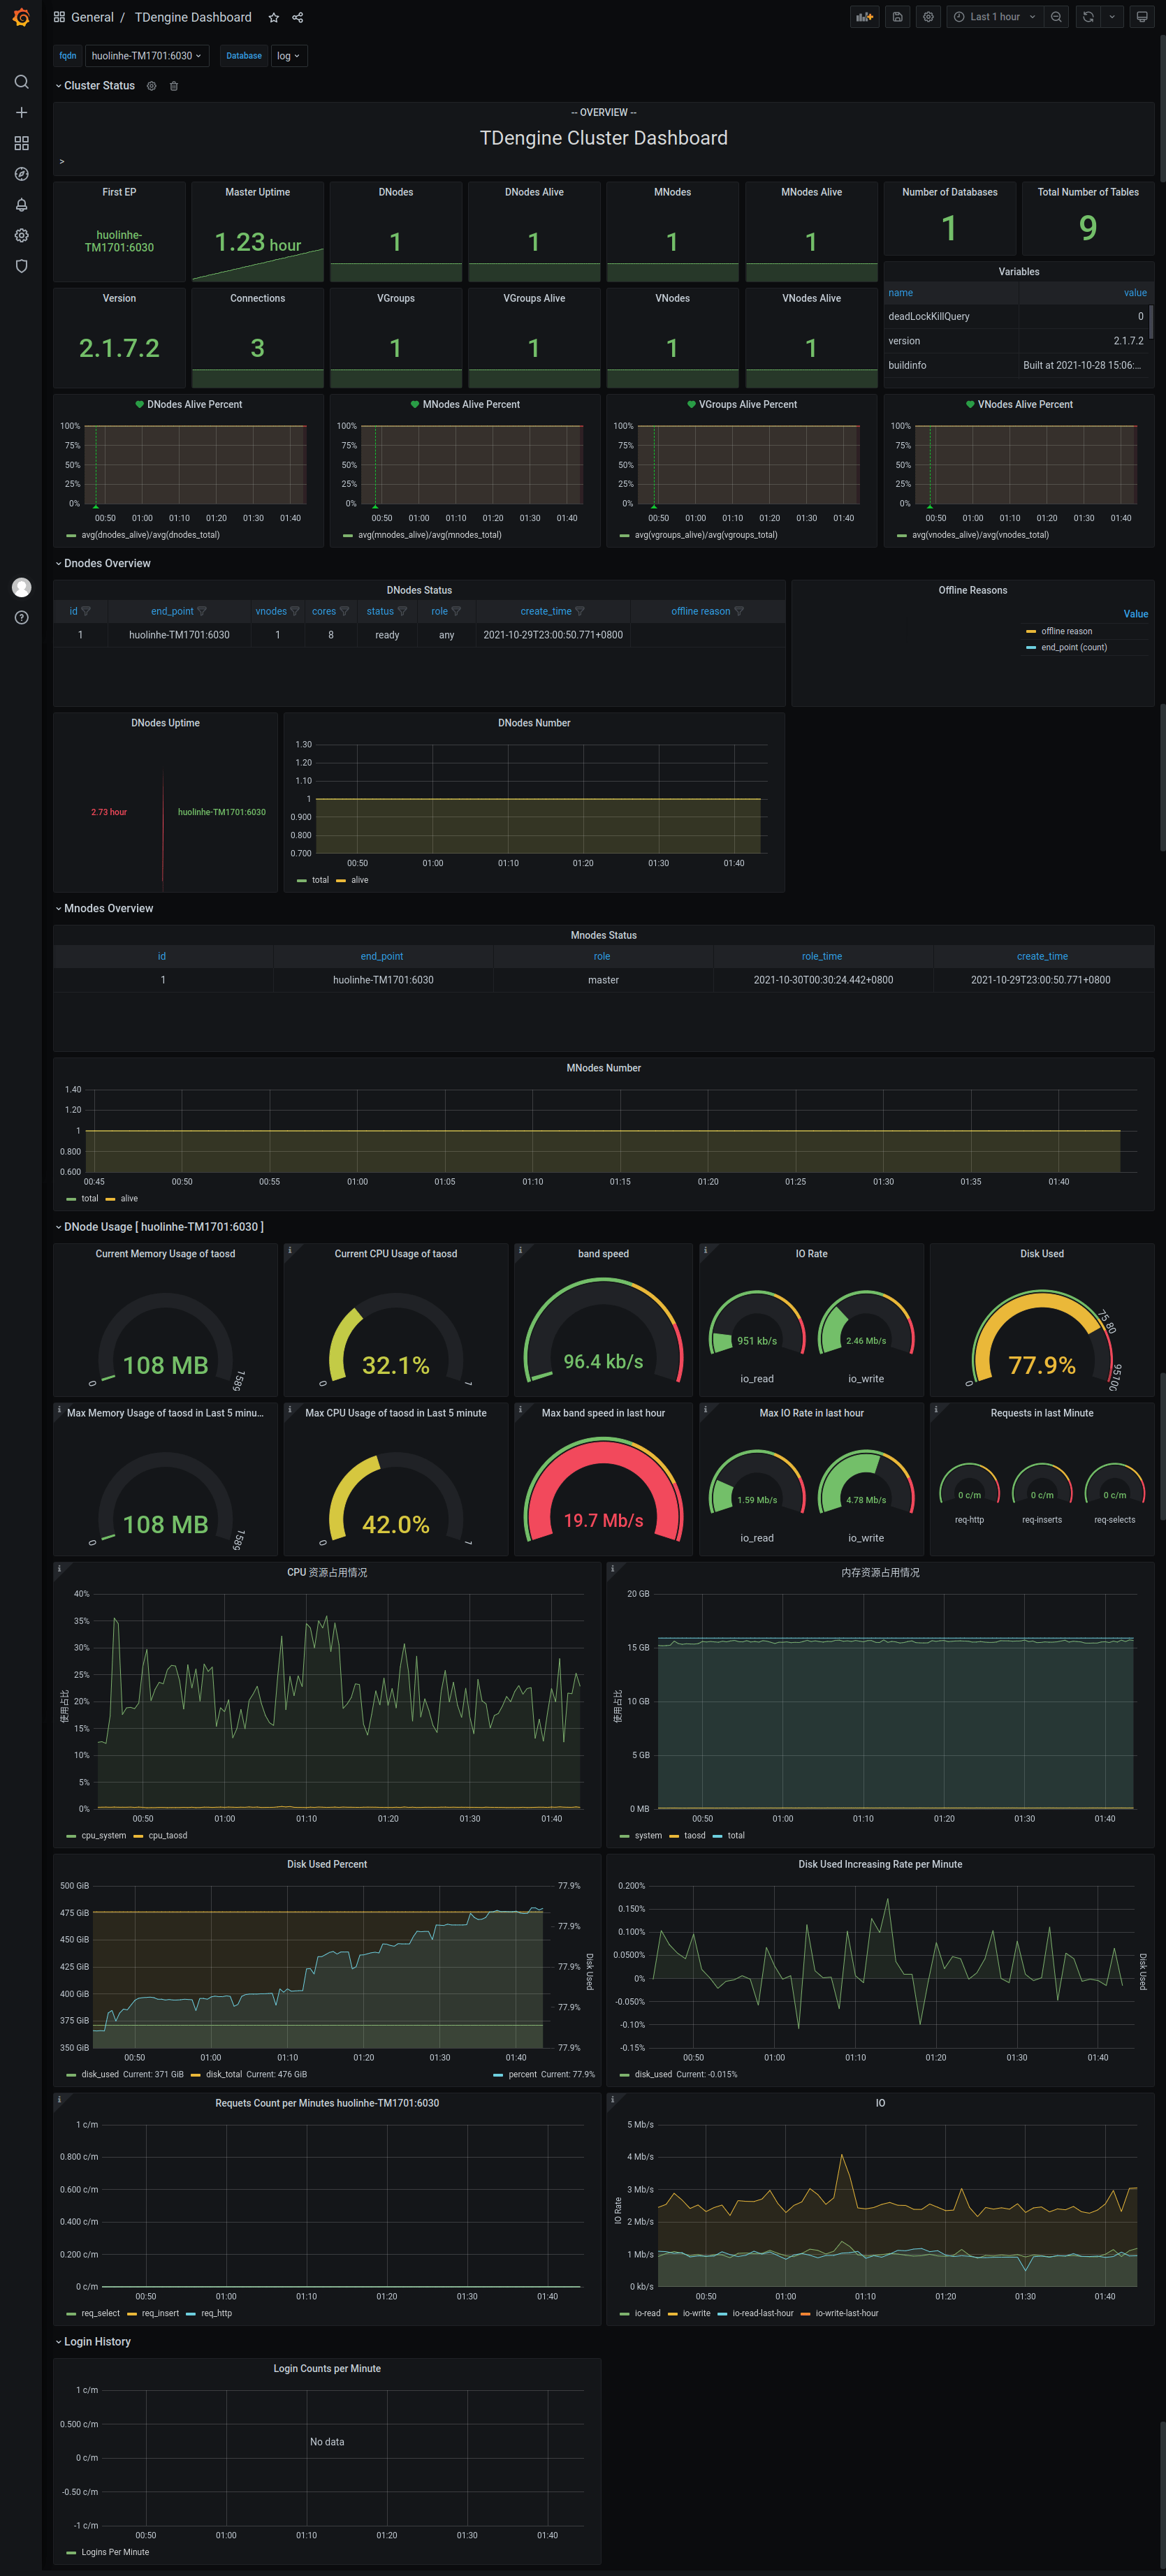 General / TDengine Dashboard
Last 1 hour
fqdn huolinhe-TM1701:6030 Database log
Cluster Status
-- OVERVIEW --
TDengine Cluster Dashboard
>
First EP Master Uptime DNodes DNodes Alive MNodes MNodes Alive Number of Databases Total Number of Tables
huolinhe-TM1701:6030 1.23 hour 1 1 1 1 1 9
Variables
name value
deadLockKillQuery 0
version 2.1.7.2
buildinfo Built at 2021-10-28 15:06:...
Version Connections VGroups VGroups Alive VNodes VNodes Alive
2.1.7.2 3 1 1 1 1
DNodes Alive Percent
100%
75%
50%
25%
0%
00:50 01:00 01:10 01:20 01:30 01:40
avg(dnodes_alive)/avg(dnodes_total)
MNodes Alive Percent
100%
75%
50%
25%
0%
00:50 01:00 01:10 01:20 01:30 01:40
avg(mnodes_alive)/avg(mnodes_total)
VGroups Alive Percent
100%
75%
50%
25%
0%
00:50 01:00 01:10 01:20 01:30 01:40
avg(vgroups_alive)/avg(vgroups_total)
VNodes Alive Percent
100%
75%
50%
25%
0%
00:50 01:00 01:10 01:20 01:30 01:40
avg(vnodes_alive)/avg(vnodes_total)
Dnodes Overview
DNodes Status
id end_point vnodes cores status role create_time offline reason
1 huolinhe-TM1701:6030 1 8 ready any 2021-10-29T23:00:50.771+0800
Offline Reasons
Value
offline reason
end_point (count)
DNodes Uptime
2.73 hour huolinhe-TM1701:6030
DNodes Number
1.30
1.20
1.10
1
0.900
0.800
0.700
00:50 01:00 01:10 01:20 01:30 01:40
total alive
Mnodes Overview
Mnodes Status
id end_point role role_time create_time
1 huolinhe-TM1701:6030 master 2021-10-30T00:30:24.442+0800 2021-10-29T23:00:50.771+0800
MNodes Number
1.40
1.20
1
0.800
0.600
00:45 00:50 00:55 01:00 01:05 01:10 01:15 01:20 01:25 01:30 01:35 01:40
total alive
DNode Usage [ huolinhe-TM1701:6030 ]
Current Memory Usage of taosd
108 MB
0 1589
Current CPU Usage of taosd
32.1%
0 1
band speed
96.4 kb/s
IO Rate
951 kb/s 2.46 Mb/s
io_read io_write
Disk Used
77.9%
0 75 80 95100
Max Memory Usage of taosd in Last 5 minu...
108 MB
0 1589
Max CPU Usage of taosd in Last 5 minute
42.0%
0 1
Max band speed in last hour
19.7 Mb/s
Max IO Rate in last hour
1.59 Mb/s 4.78 Mb/s
io_read io_write
Requests in last Minute
0 c/m 0 c/m 0 c/m
req-http req-inserts req-selects
CPU 资源占用情况
使用占比
40%
35%
30%
25%
20%
15%
10%
5%
0%
00:50 01:00 01:10 01:20 01:30 01:40
cpu_system cpu_taosd
内存资源占用情况
使用占比
20 GB
15 GB
10 GB
5 GB
0 MB
00:50 01:00 01:10 01:20 01:30 01:40
system taosd total
Disk Used Percent
500 GiB 77.9%
475 GiB
77.9%
450 GiB
425 GiB 77.9%
400 GiB
77.9%
375 GiB
350 GiB 77.9%
Disk Used
00:50 01:00 01:10 01:20 01:30 01:40
disk_used Current: 371 GiB disk_total Current: 476 GiB percent Current: 77.9%
Disk Used Increasing Rate per Minute
0.200%
0.150%
0.100%
0.0500%
0%
-0.050%
-0.10%
-0.15%
Disk Used
00:50 01:00 01:10 01:20 01:30 01:40
disk_used Current: -0.015%
Requets Count per Minutes huolinhe-TM1701:6030
1 c/m
0.800 c/m
0.600 c/m
0.400 c/m
0.200 c/m
0 c/m
00:50 01:00 01:10 01:20 01:30 01:40
req_select req_insert req_http
IO
IO Rate
5 Mb/s
4 Mb/s
3 Mb/s
2 Mb/s
1 Mb/s
0 kb/s
00:50 01:00 01:10 01:20 01:30 01:40
io-read io-write io-read-last-hour io-write-last-hour
Login History
Login Counts per Minute
1 c/m
0.500 c/m
No data
0 c/m
-0.50 c/m
-1 c/m
00:50 01:00 01:10 01:20 01:30 01:40
Logins Per Minute